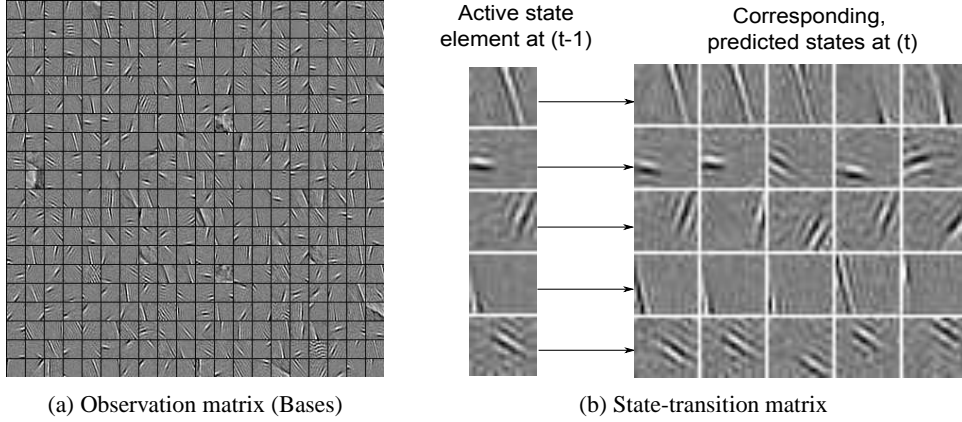 Active state
element at (t-1)
Corresponding,
predicted states at (t)
(a) Observation matrix (Bases)
(b) State-transition matrix